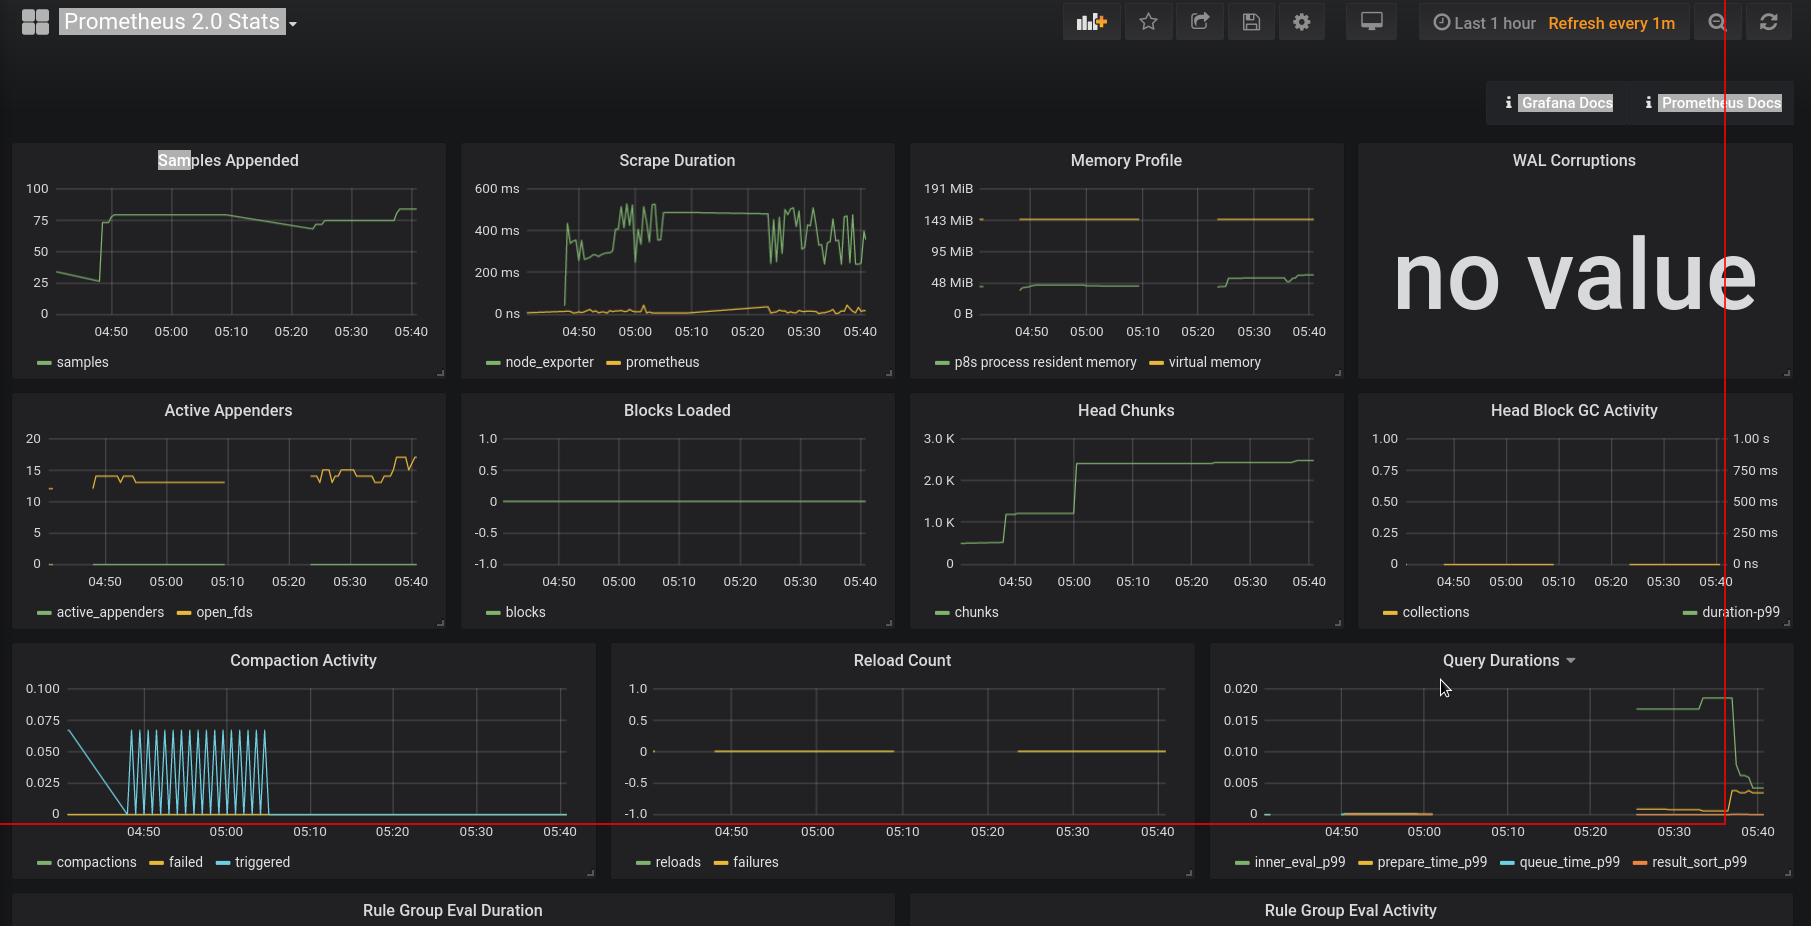 Prometheus 2.0 Stats
Last 1 hour Refresh every 1m
Grafana Docs Prometheus Docs
Samples Appended
100
75
50
25
0
04:50 05:00 05:10 05:20 05:30 05:40
samples
Scrape Duration
600 ms
400 ms
200 ms
0 ns
04:50 05:00 05:10 05:20 05:30 05:40
node_exporter prometheus
Memory Profile
191 MiB
143 MiB
95 MiB
48 MiB
0 B
04:50 05:00 05:10 05:20 05:30 05:40
p8s process resident memory virtual memory
WAL Corruptions
no value
Active Appenders
20
15
10
5
0
04:50 05:00 05:10 05:20 05:30 05:40
active_appenders open_fds
Blocks Loaded
1.0
0.5
0
-0.5
-1.0
04:50 05:00 05:10 05:20 05:30 05:40
blocks
Head Chunks
3.0 K
2.0 K
1.0 K
0
04:50 05:00 05:10 05:20 05:30 05:40
chunks
Head Block GC Activity
1.00 1.00 s
0.75 750 ms
0.50 500 ms
0.25 250 ms
0 0 ns
04:50 05:00 05:10 05:20 05:30 05:40
collections duration-p99
Compaction Activity
0.100
0.075
0.050
0.025
0
04:50 05:00 05:10 05:20 05:30 05:40
compactions failed triggered
Reload Count
1.0
0.5
0
-0.5
-1.0
04:50 05:00 05:10 05:20 05:30 05:40
reloads failures
Query Durations
0.020
0.015
0.010
0.005
0
04:50 05:00 05:10 05:20 05:30 05:40
inner_eval_p99 prepare_time_p99 queue_time_p99 result_sort_p99
Rule Group Eval Duration
Rule Group Eval Activity